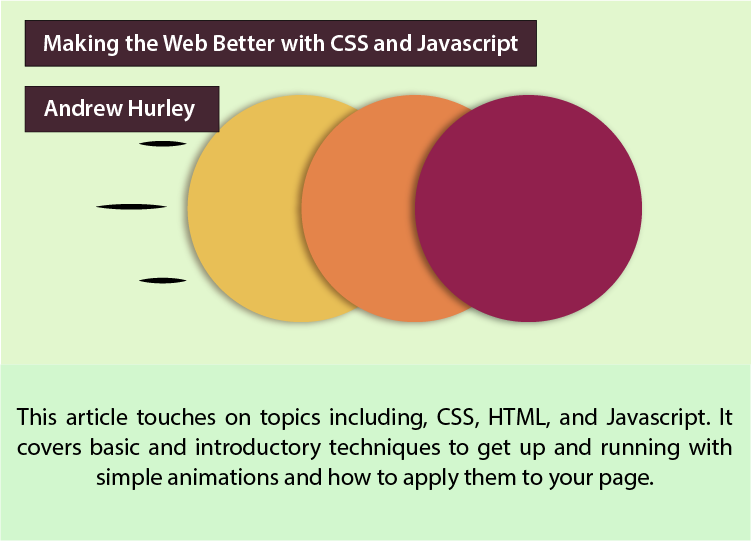 Making the Web Better with CSS and Javascript
Andrew Hurley
This article touches on topics including, CSS, HTML, and Javascript. It
covers basic and introductory techniques to get up and running with
simple animations and how to apply them to your page.